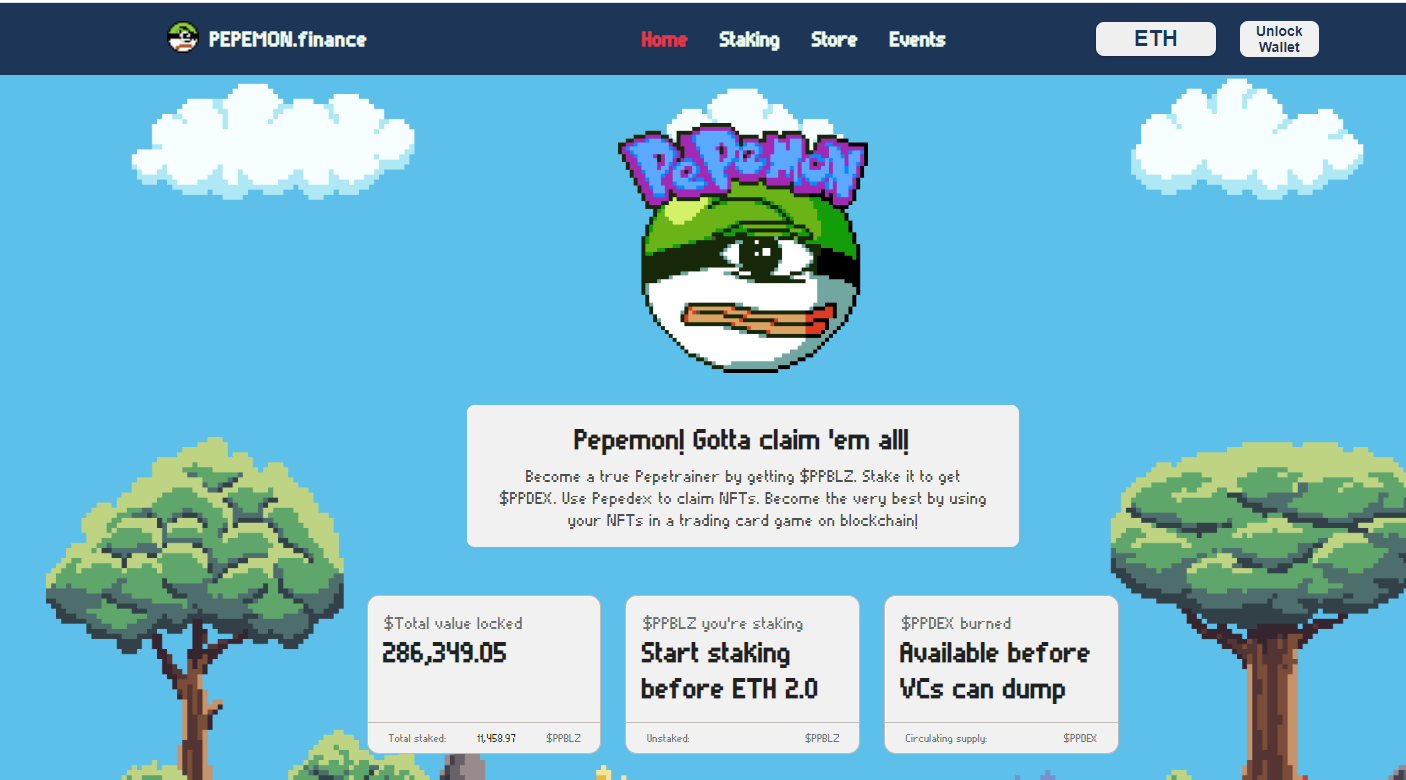 PEPEMON.finance
Home Staking Store Events
ETH
Unlock
Wallet
PePeMoN
Pepemon! Gotta claim 'em all!
Become a true Pepetrainer by getting $PPBLZ. Stake it to get
$PPDEX. Use Pepedex to claim NFTs. Become the very best by using
your NFTs in a trading card game on blockchain!
$Total value locked
286,349.05
Total staked: 11,458.97 $PPBLZ
$PPBLZ you're staking
Start staking
before ETH 2.0
Unstaked: $PPBLZ
$PPDEX burned
Available before
VCs can dump
Circulating supply: $PPDEX